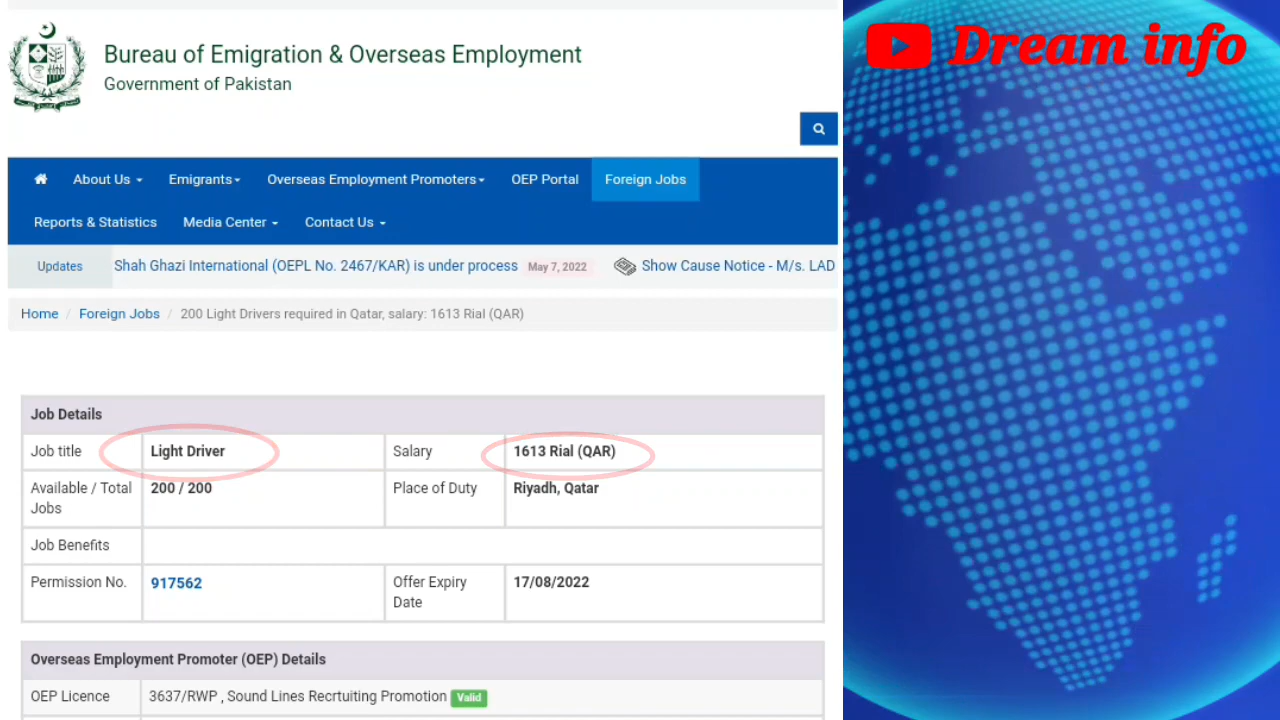 Bureau of Emigration & Overseas Employment
Government of Pakistan
Dream info
About Us Emigrants Overseas Employment Promoters OEP Portal Foreign Jobs
Reports & Statistics Media Center Contact Us
Updates Shah Ghazi International (OEPL No. 2467/KAR) is under process May 7, 2022 Show Cause Notice - M/s. LAD
Home / Foreign Jobs / 200 Light Drivers required in Qatar, salary: 1613 Rial (QAR)
Job Details
Job title Light Driver Salary 1613 Rial (QAR)
Available / Total 200 / 200 Place of Duty Riyadh, Qatar
Jobs
Job Benefits
Permission No. 917562 Offer Expiry 17/08/2022
Date
Overseas Employment Promoter (OEP) Details
OEP Licence 3637/RWP , Sound Lines Recrtuiting Promotion Valid